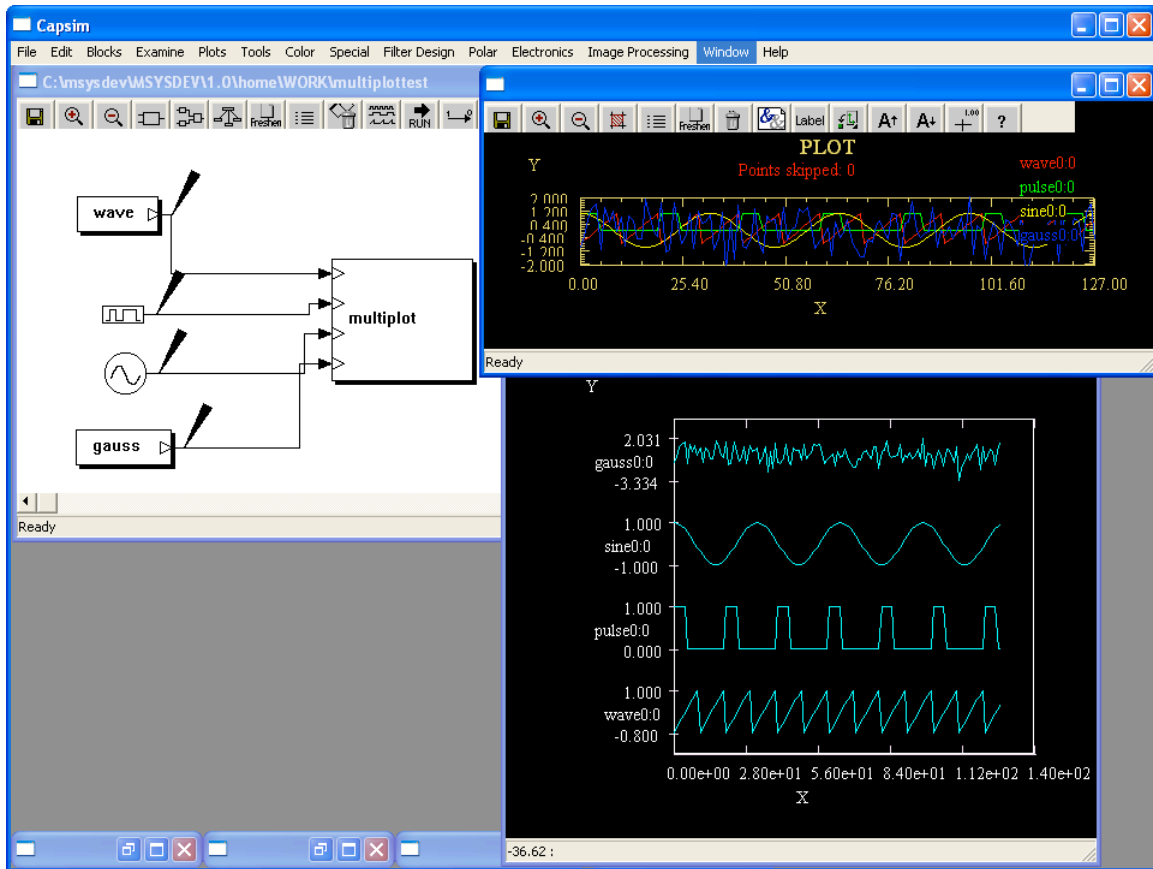 Capsim
File Edit Blocks Examine Plots Tools Color Special Filter Design Polar Electronics Image Processing Window Help
C:\msysdev\MSYSDEV\1.0\home\WORK\multiplottest
Freshen
RUN
wave
multiplot
gauss
Ready
Freshen
&&
Label
A↑
A↓
1.00
?
PLOT
Y
Points skipped: 0
wave0:0
pulse0:0
sine0:0
gauss0:0
2.000
1.200
0.400
-0.400
-1.200
-2.000
0.00 25.40 50.80 76.20 101.60 127.00
X
Ready
Y
2.031
gauss0:0
-3.334
1.000
sine0:0
-1.000
1.000
pulse0:0
0.000
1.000
wave0:0
-0.800
0.00e+00 2.80e+01 5.60e+01 8.40e+01 1.12e+02 1.40e+02
X
-36.62 :